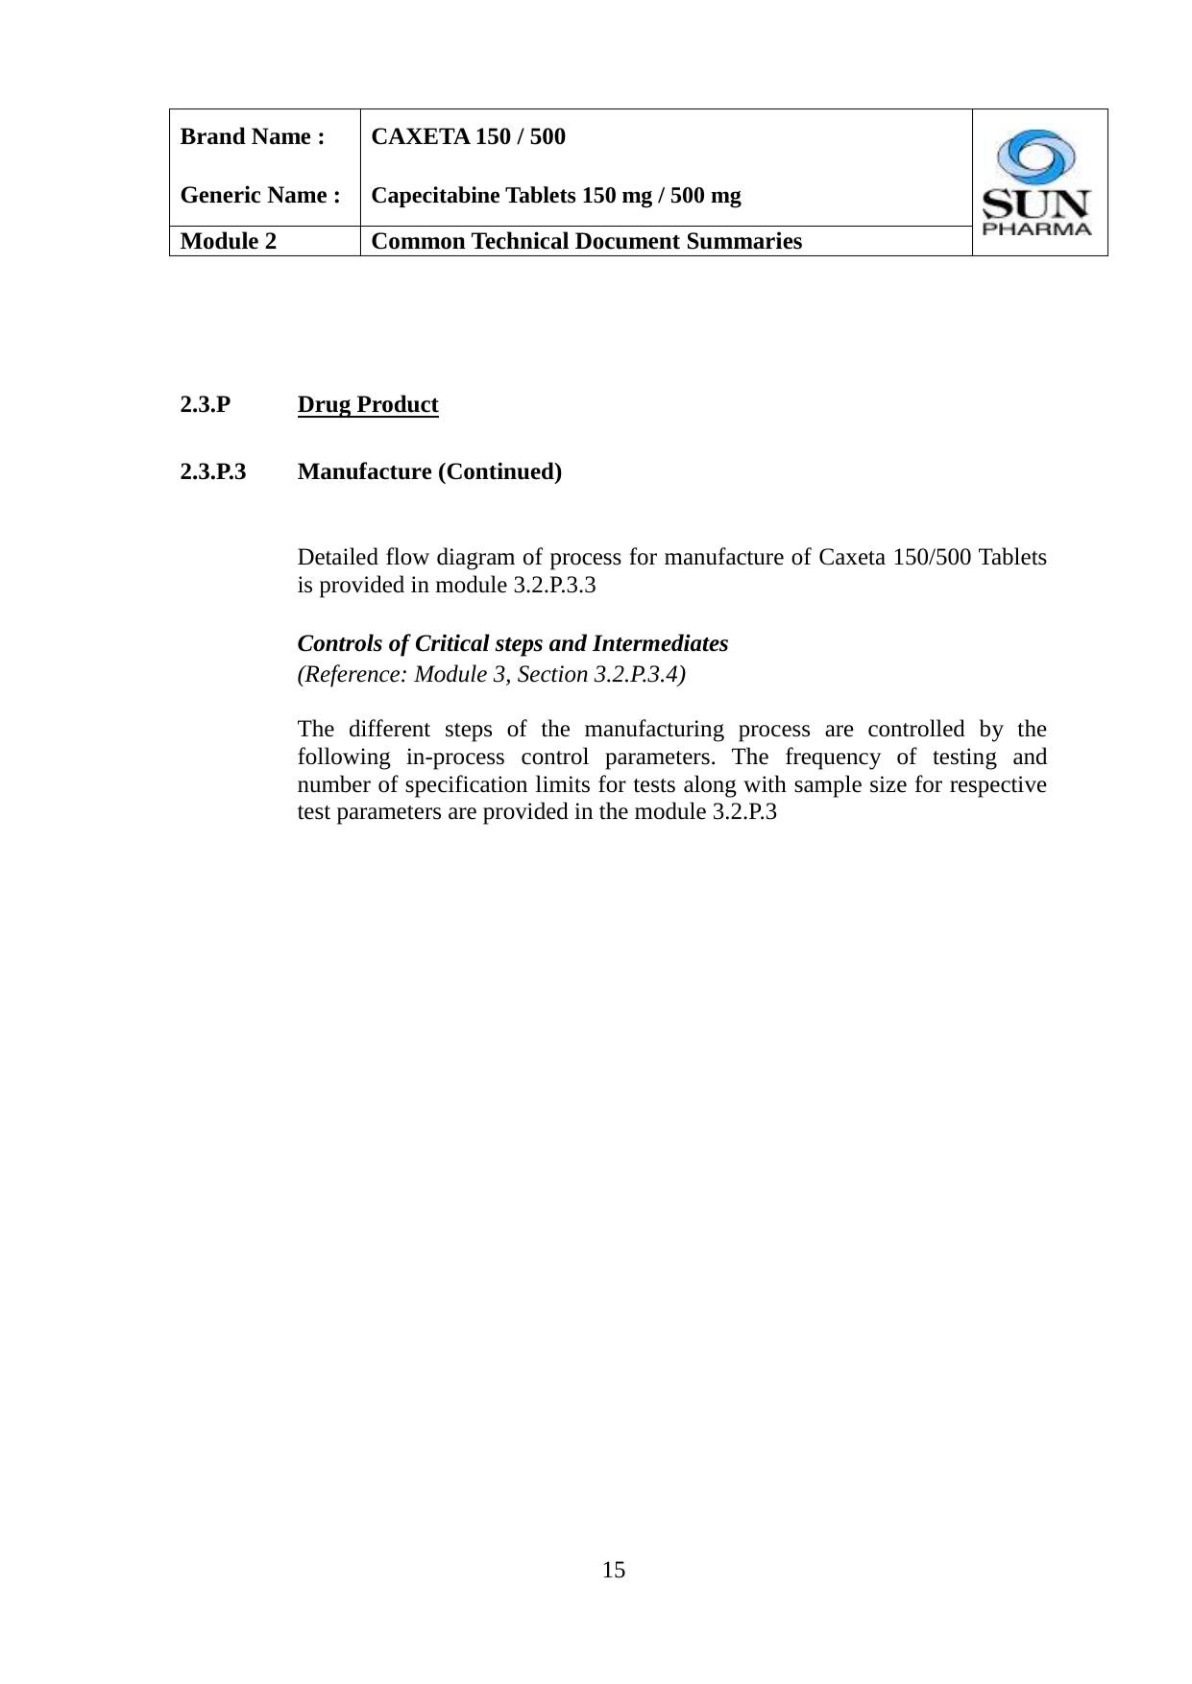 Brand Name : CAXETA 150 / 500
Generic Name : Capecitabine Tablets 150 mg / 500 mg
Module 2 Common Technical Document Summaries
SUN
PHARMA
2.3.P Drug Product
2.3.P.3 Manufacture (Continued)
Detailed flow diagram of process for manufacture of Caxeta 150/500 Tablets
is provided in module 3.2.P.3.3
Controls of Critical steps and Intermediates
(Reference: Module 3, Section 3.2.P.3.4)
The different steps of the manufacturing process are controlled by the
following in-process control parameters. The frequency of testing and
number of specification limits for tests along with sample size for respective
test parameters are provided in the module 3.2.P.3
15